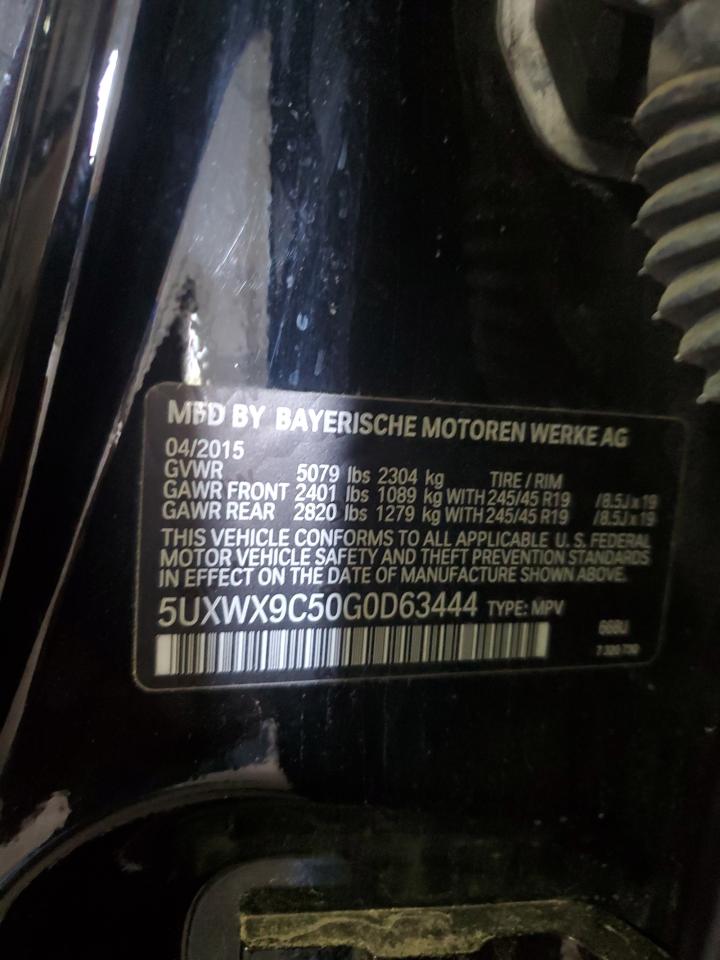 MFD BY BAYERISCHE MOTOREN WERKE AG
04/2015
GVWR 5079 lbs 2304 kg TIRE / RIM
GAWR FRONT 2401 lbs 1089 kg WITH 245/45 R19 /8.5J x 19
GAWR REAR 2820 lbs 1279 kg WITH 245/45 R19 /8.5J x 19
THIS VEHICLE CONFORMS TO ALL APPLICABLE U.S. FEDERAL
MOTOR VEHICLE SAFETY AND THEFT PREVENTION STANDARDS
IN EFFECT ON THE DATE OF MANUFACTURE SHOWN ABOVE.
5UXWX9C50G0D63444 TYPE: MPV